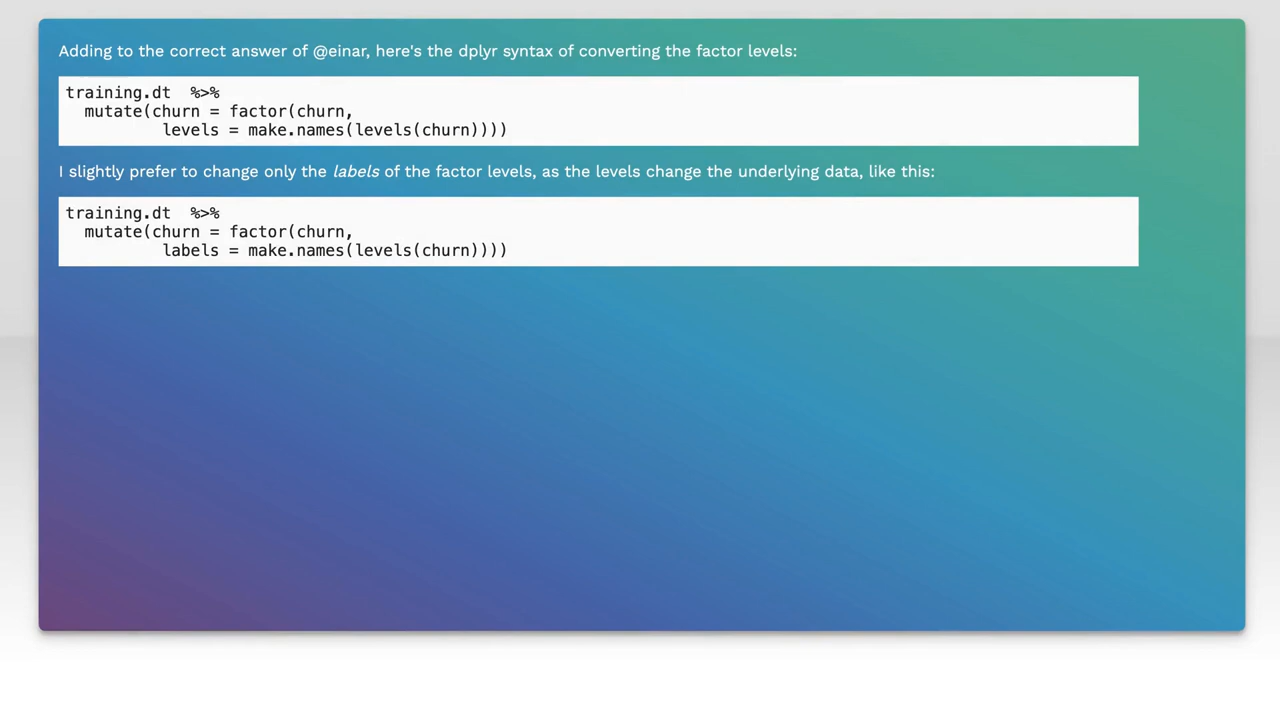 Adding to the correct answer of @einar, here's the dplyr syntax of converting the factor levels:
training.dt  %>%
  mutate(churn = factor(churn,
          levels = make.names(levels(churn))))
I slightly prefer to change only the labels of the factor levels, as the levels change the underlying data, like this:
training.dt  %>%
  mutate(churn = factor(churn,
          labels = make.names(levels(churn))))